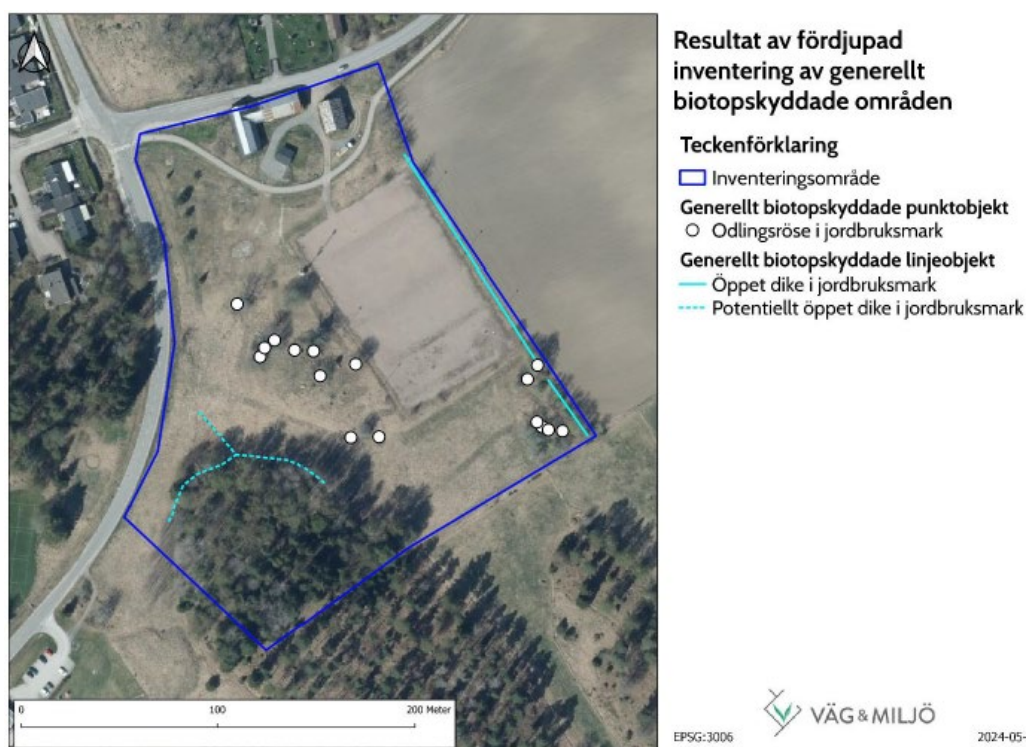 Resultat av fördjupad
inventering av generellt
biotopskyddade områden
Teckenförklaring
Inventeringsområde
Generellt biotopskyddade punktobjekt
Odlingsröse i jordbruksmark
Generellt biotopskyddade linjeobjekt
Öppet dike i jordbruksmark
Potentiellt öppet dike i jordbruksmark
0 100 200 Meter
VÄG & MILJÖ
EPSG:3006 2024-05-